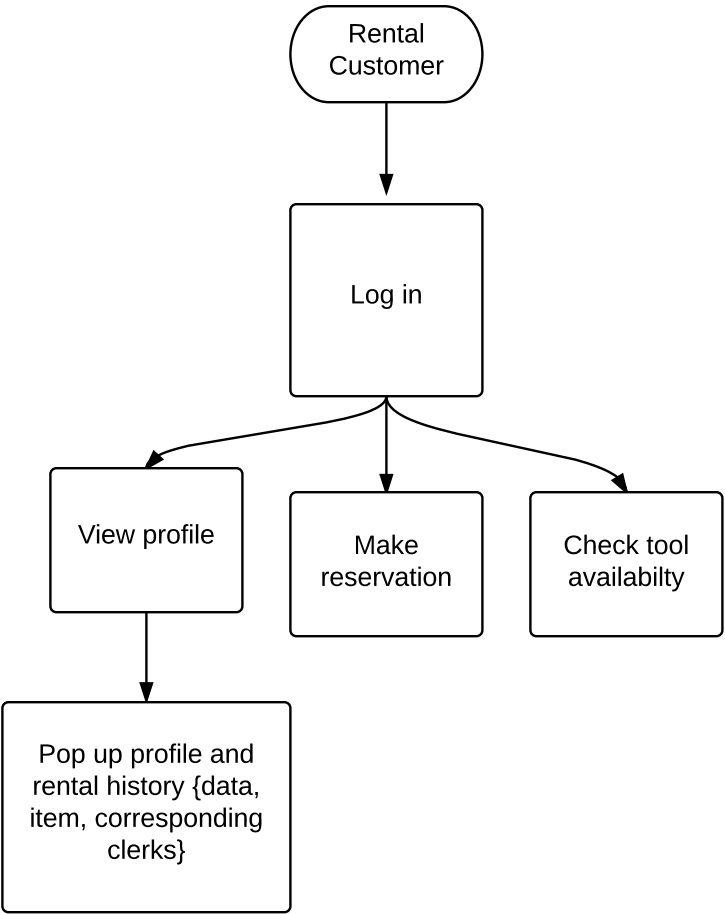 Rental
Customer
Log in
View profile
Make
reservation
Check tool
availabilty
Pop up profile and
rental history {data,
item, corresponding
clerks}